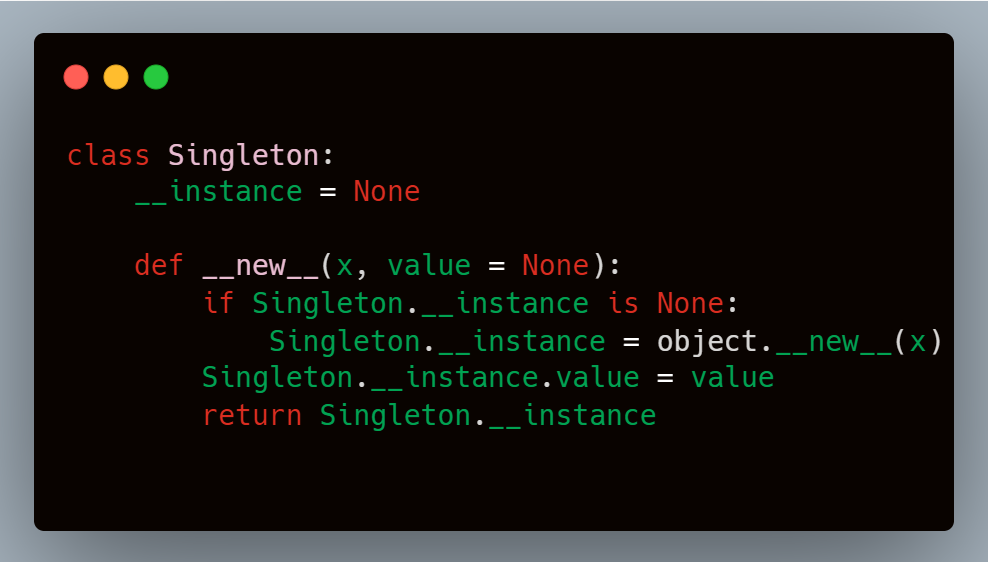 class Singleton:
    __instance = None
    def __new__(x, value = None):
        if Singleton.__instance is None:
            Singleton.__instance = object.__new__(x)
        Singleton.__instance.value = value
        return Singleton.__instance